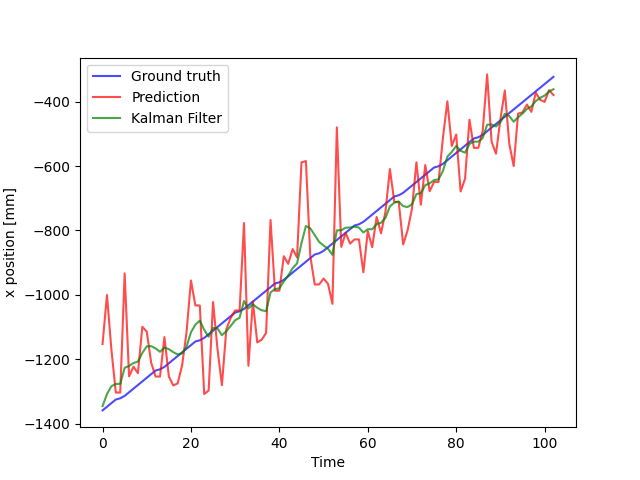 Ground truth
Prediction
Kalman Filter
−400
−600
−800
−1000
−1200
−1400
x position [mm]
0 20 40 60 80 100
Time